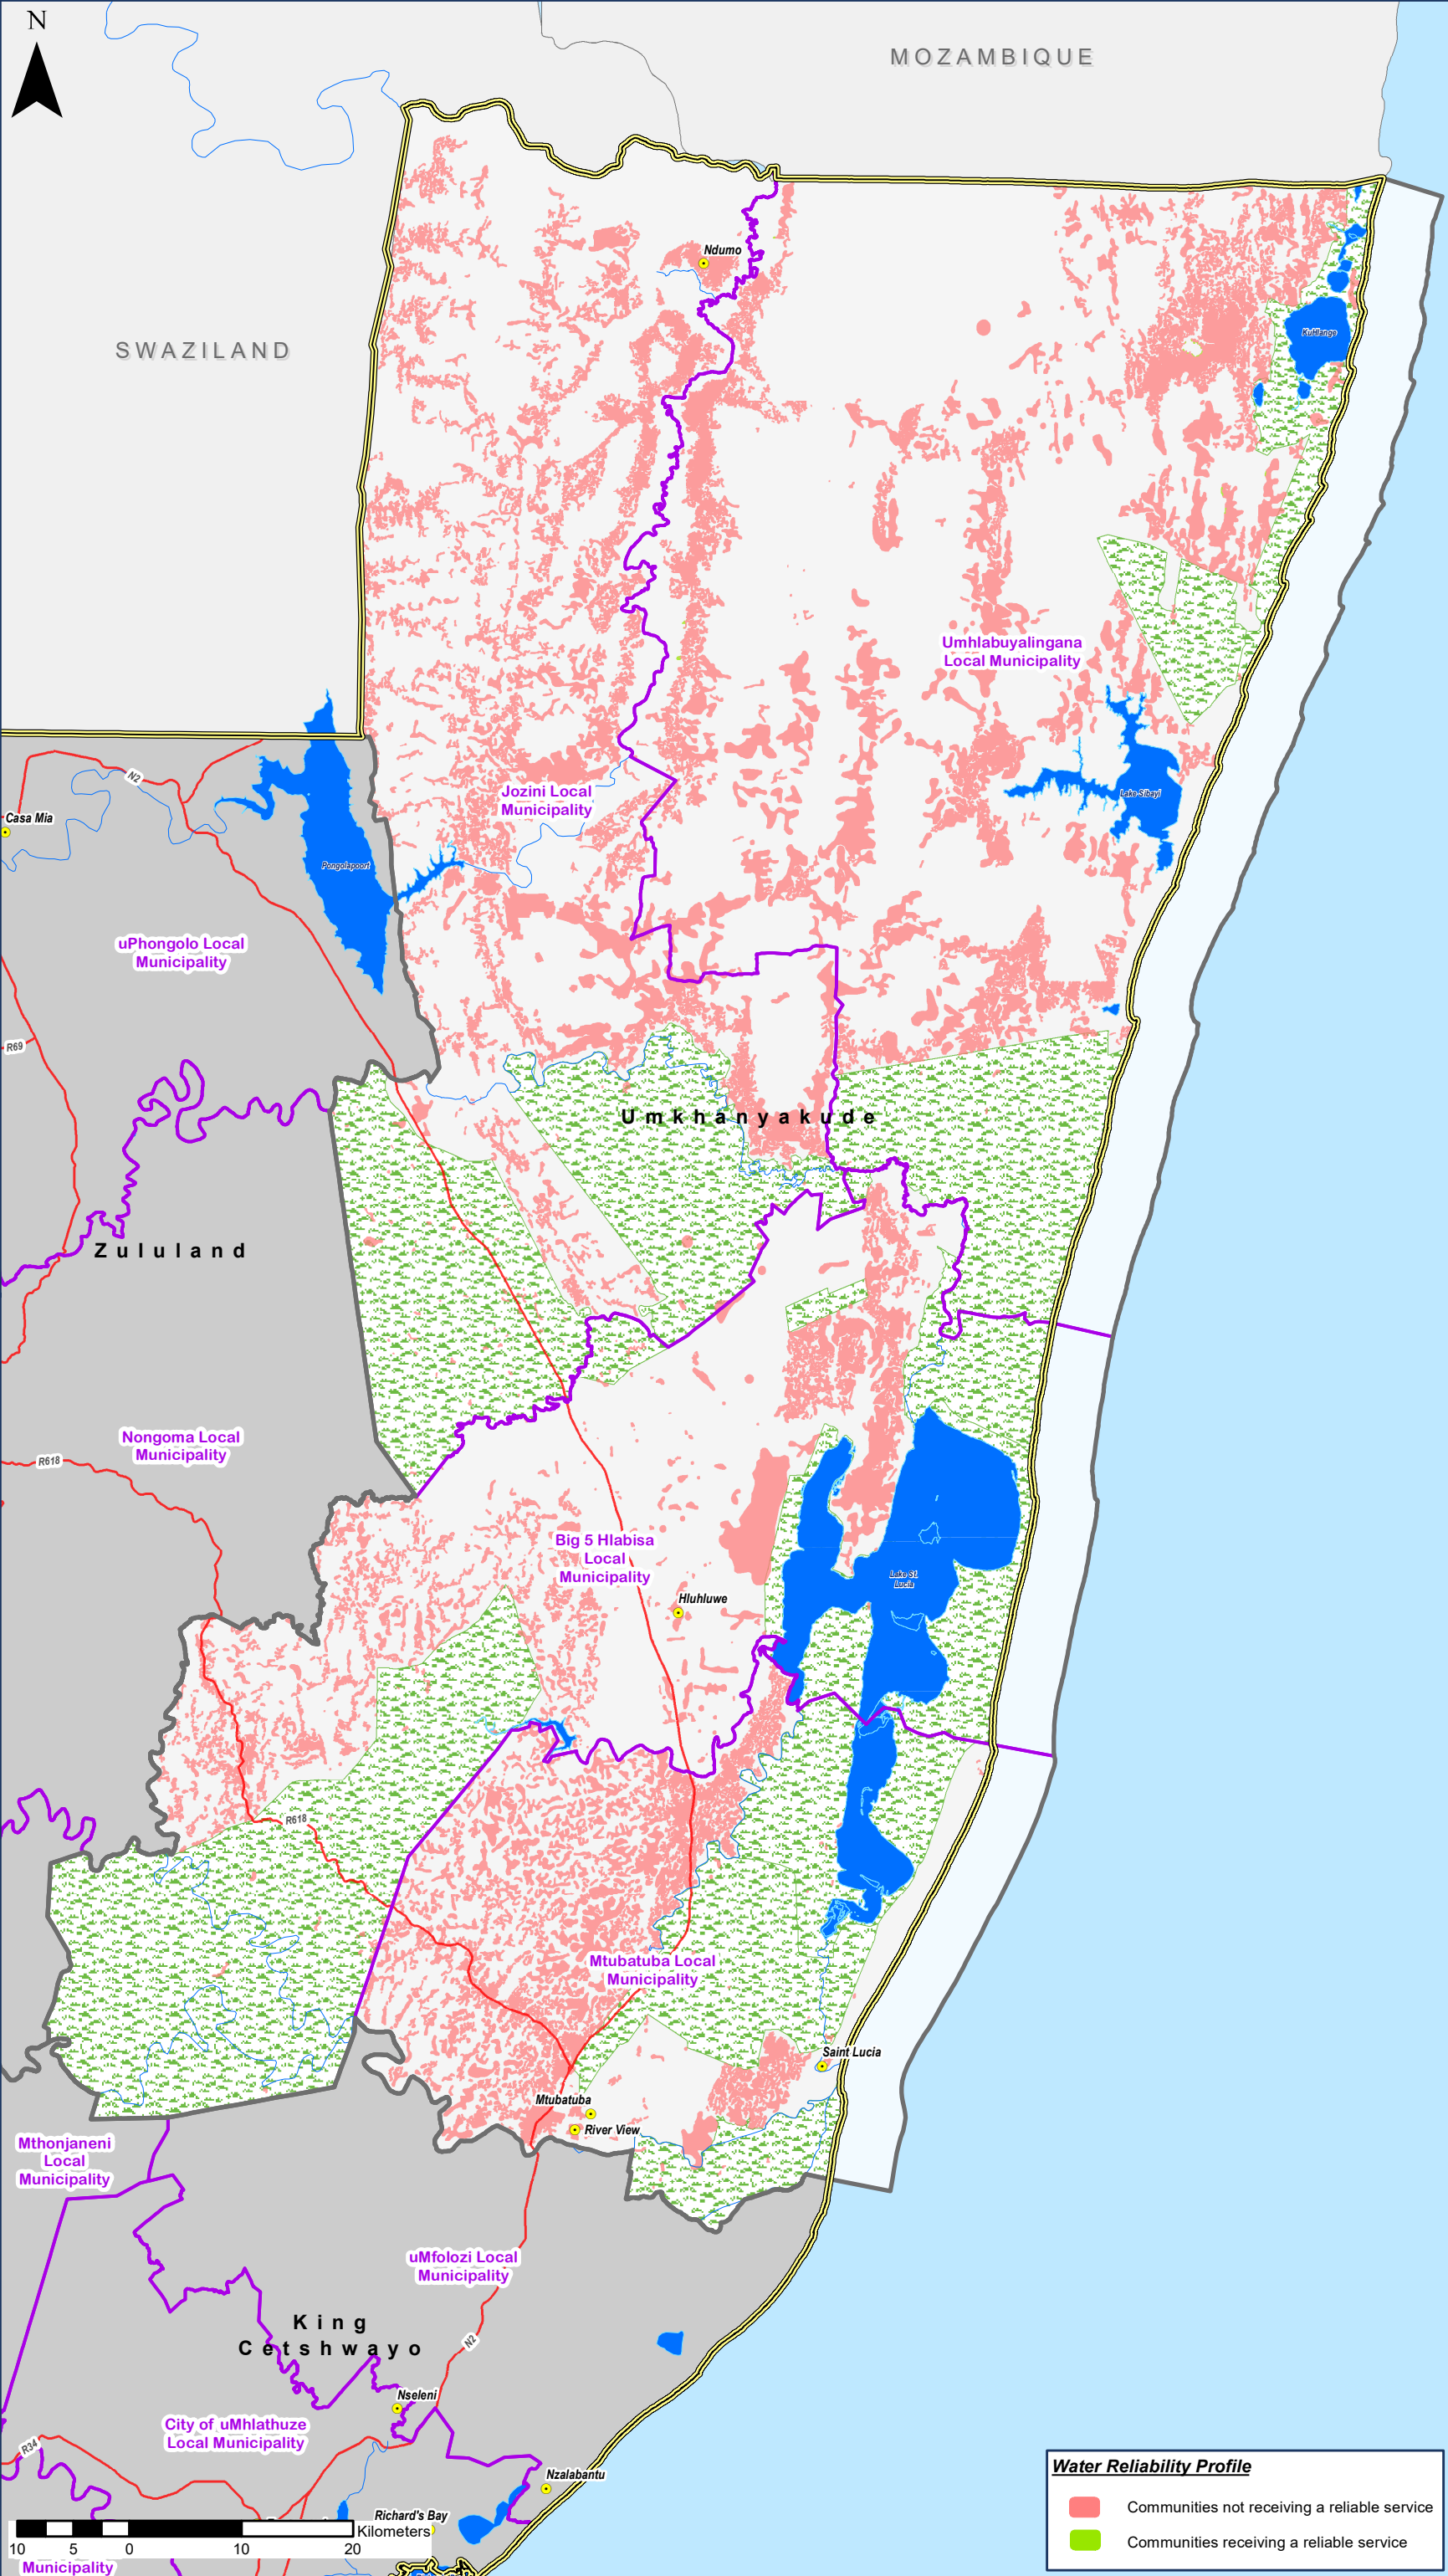 N
MOZAMBIQUE
Ndumo
KuHlange
SWAZILAND
Umhlabuyalingana
Local Municipality
N2
Jozini Local
Municipality
Lake Sibayi
Casa Mia
Pongolapoort
uPhongolo Local
Municipality
R69
Umkhanyakude
Zululand
Nongoma Local
Municipality
R618
Big 5 Hlabisa
Local
Municipality
Lake St.
Lucia
Hluhluwe
R618
Mtubatuba Local
Municipality
Saint Lucia
Mtubatuba
River View
Mthonjaneni
Local
Municipality
uMfolozi Local
Municipality
King
Cetshwayo
N2
Nseleni
City of uMhlathuze
Local Municipality
R34
Nzalabantu
Richard's Bay
Kilometers
10 5 0 10 20
Municipality
Water Reliability Profile
Communities not receiving a reliable service
Communities receiving a reliable service